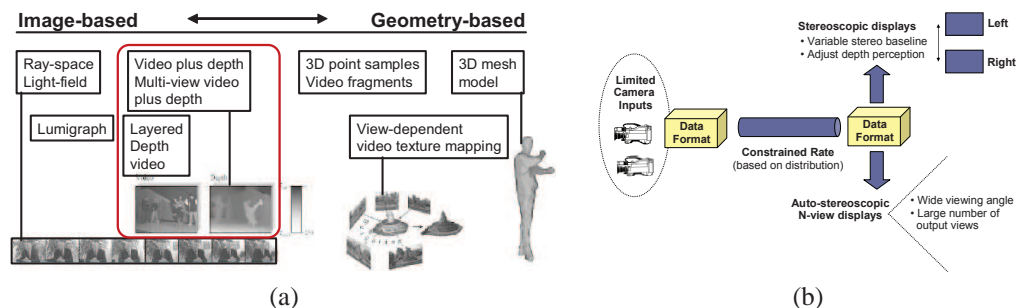 Image-based
Geometry-based
Ray-space
Light-field
Video plus depth
Multi-view video
plus depth
3D point samples
Video fragments
3D mesh
model
Lumigraph
Layered
Depth
video
View-dependent
video texture mapping
Video
Depth
(a)
Limited
Camera
Inputs
Data
Format
Constrained Rate
(based on distribution)
Data
Format
Stereoscopic displays
• Variable stereo baseline
• Adjust depth perception
Left
Right
Auto-stereoscopic
N-view displays
• Wide viewing angle
• Large number of
output views
(b)